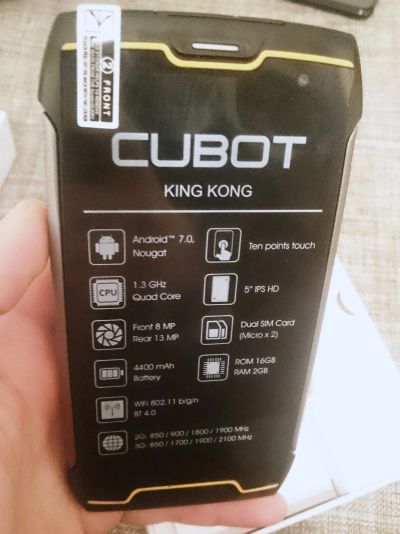 FRONT
CUBOT
KING KONG
Android™ 7.0,
Nougat
Ten points touch
CPU
1.3 GHz
Quad Core
5" IPS HD
Front 8 MP
Rear 13 MP
Dual SIM Card
(Micro x 2)
4400 mAh
Battery
ROM 16GB
RAM 2GB
WiFi 802.11 b/g/n
BT 4.0
2G: 850 / 900 / 1800 / 1900 MHz
3G: 850 / 1700 / 1900 / 2100 MHz